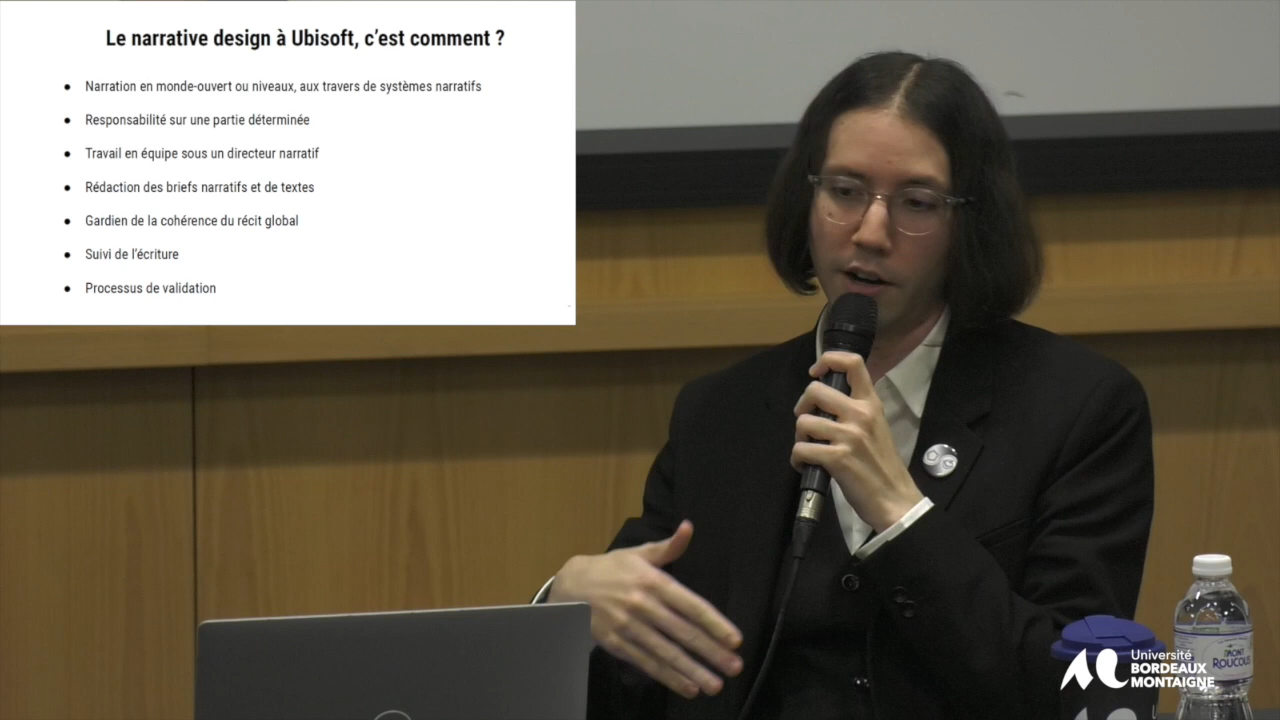 Le narrative design à Ubisoft, c’est comment ?
● Narration en monde-ouvert ou niveaux, aux travers de systèmes narratifs
● Responsabilité sur une partie déterminée
● Travail en équipe sous un directeur narratif
● Rédaction des briefs narratifs et de textes
● Gardien de la cohérence du récit global
● Suivi de l’écriture
● Processus de validation
Université
BORDEAUX
MONTAIGNE
MONT
ROUCOUS